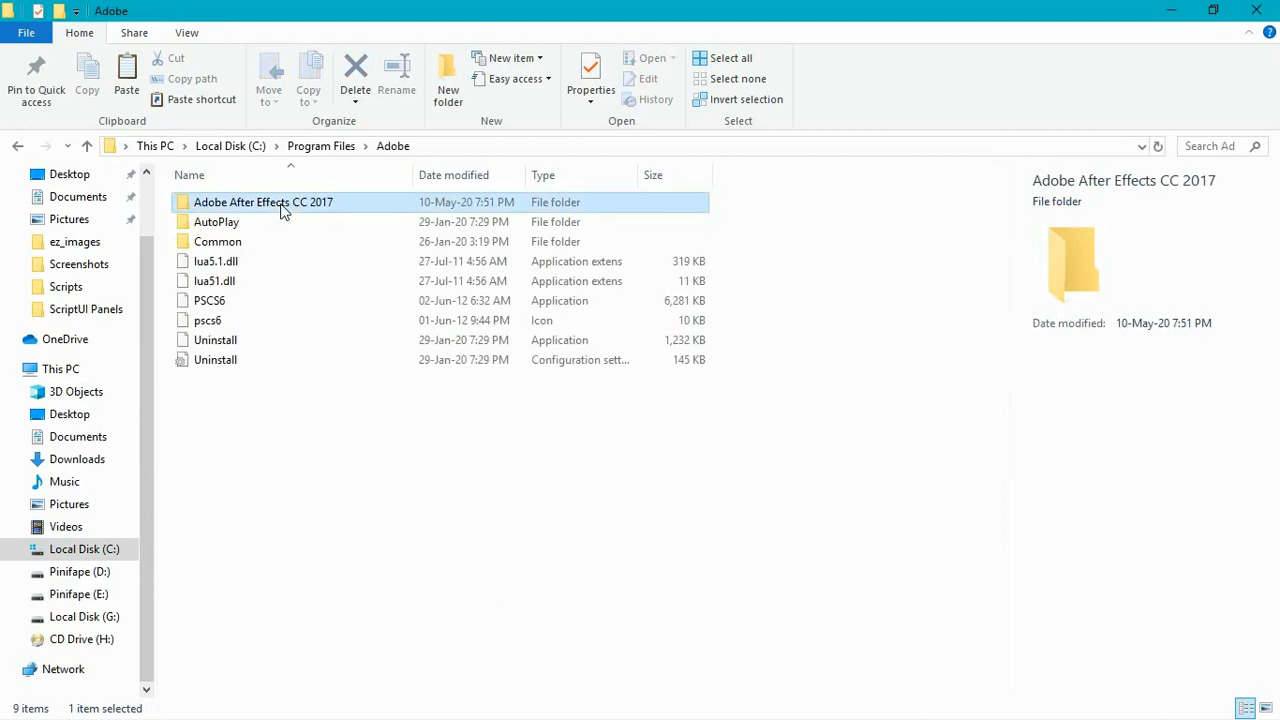 Adobe
File Home Share View
Pin to Quick access
Copy
Paste
Cut
Copy path
Paste shortcut
Clipboard
Move to
Copy to
Delete
Rename
Organize
New folder
New item
Easy access
New
Properties
Open
Edit
History
Open
Select all
Select none
Invert selection
Select
This PC > Local Disk (C:) > Program Files > Adobe
Search Ad
Desktop
Documents
Pictures
ez_images
Screenshots
Scripts
ScriptUI Panels
OneDrive
This PC
3D Objects
Desktop
Documents
Downloads
Music
Pictures
Videos
Local Disk (C:)
Pinifape (D:)
Pinifape (E:)
Local Disk (G:)
CD Drive (H:)
Network
Name Date modified Type Size
Adobe After Effects CC 2017 10-May-20 7:51 PM File folder
AutoPlay 29-Jan-20 7:29 PM File folder
Common 26-Jan-20 3:19 PM File folder
lua5.1.dll 27-Jul-11 4:56 AM Application extens 319 KB
lua51.dll 27-Jul-11 4:56 AM Application extens 11 KB
PSCS6 02-Jun-12 6:32 AM Application 6,281 KB
pscs6 01-Jun-12 9:44 PM Icon 10 KB
Uninstall 29-Jan-20 7:29 PM Application 1,232 KB
Uninstall 29-Jan-20 7:29 PM Configuration sett... 145 KB
Adobe After Effects CC 2017
File folder
Date modified: 10-May-20 7:51 PM
9 items 1 item selected